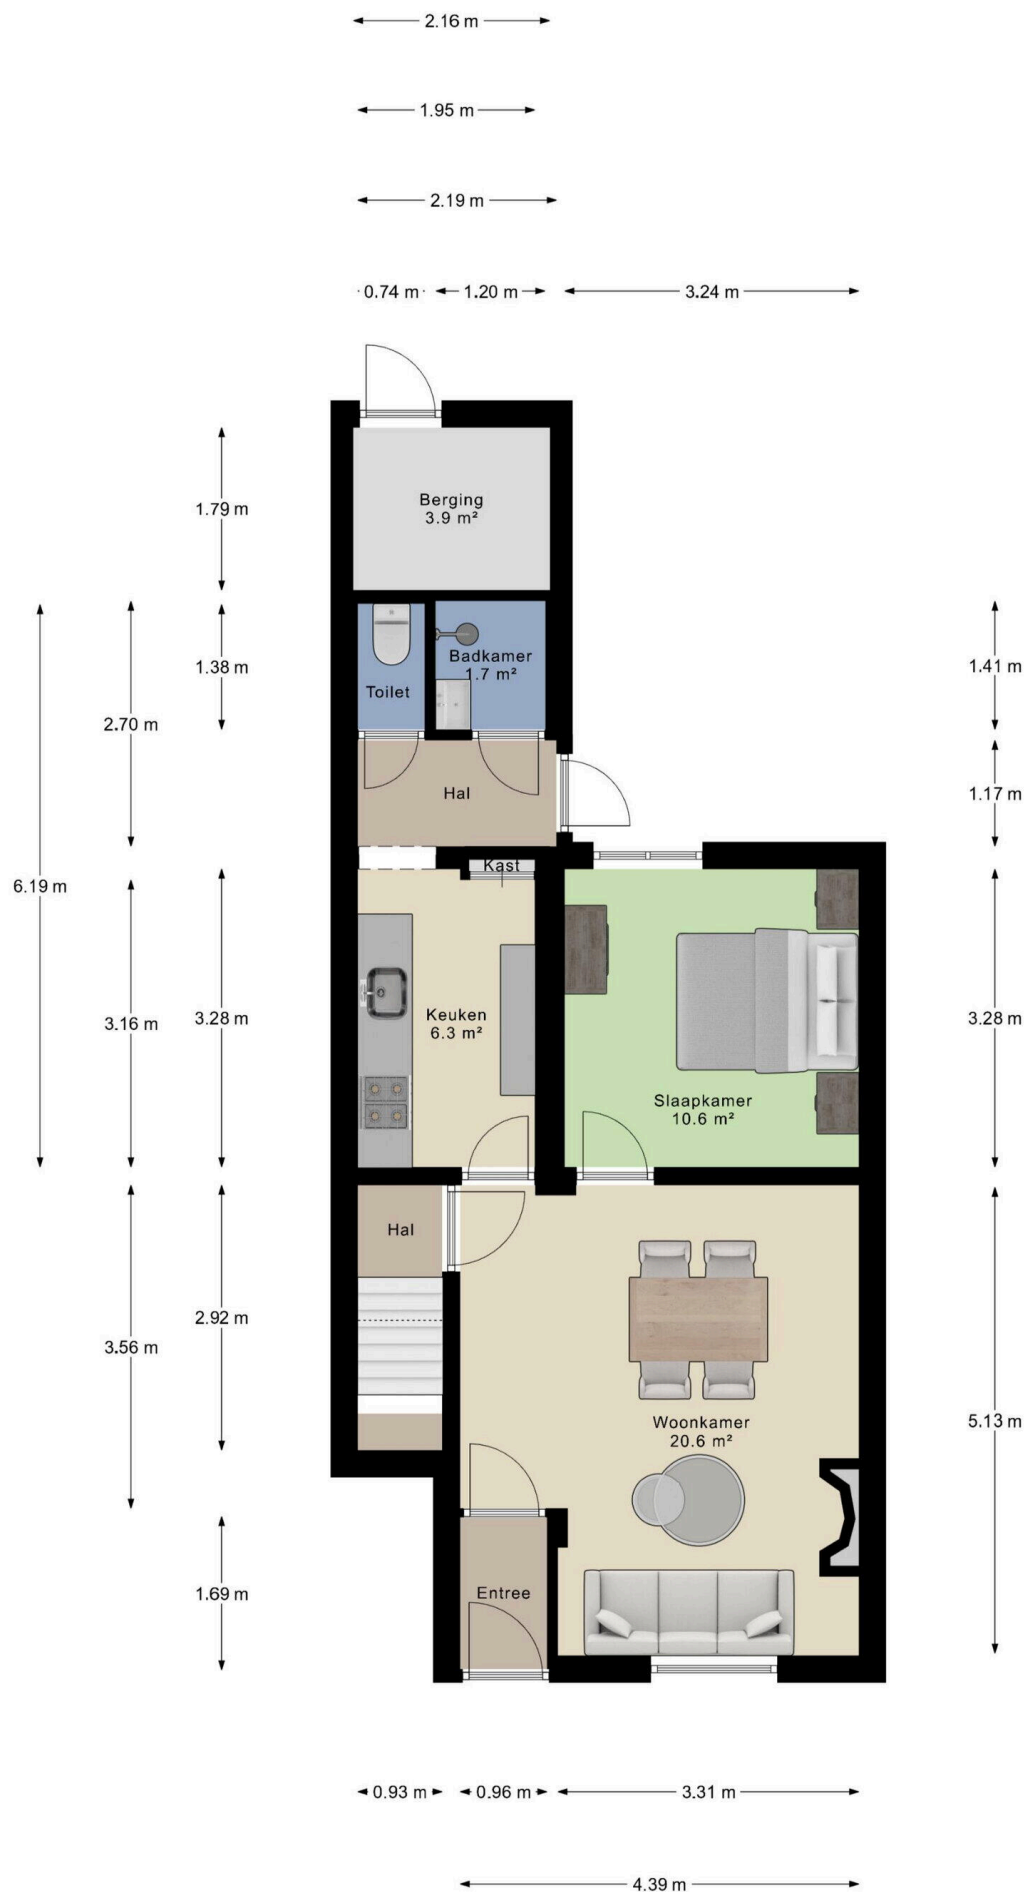 2.16 m
1.95 m
2.19 m
0.74 m
1.20 m
3.24 m
Berging
3.9 m²
1.79 m
1.38 m
2.70 m
6.19 m
Toilet
Badkamer
1.7 m²
1.41 m
Hal
1.17 m
Kast
Keuken
6.3 m²
3.16 m
3.28 m
3.28 m
Slaapkamer
10.6 m²
Hal
2.92 m
3.56 m
Woonkamer
20.6 m²
5.13 m
1.69 m
Entree
0.93 m
0.96 m
3.31 m
4.39 m